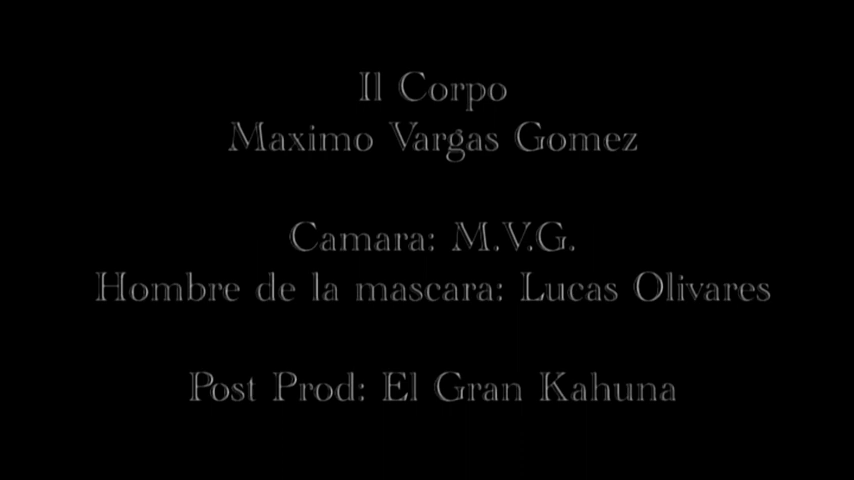 Il Corpo
Maximo Vargas Gomez
Camara: M.V.G.
Hombre de la mascara: Lucas Olivares
Post Prod: El Gran Kahuna